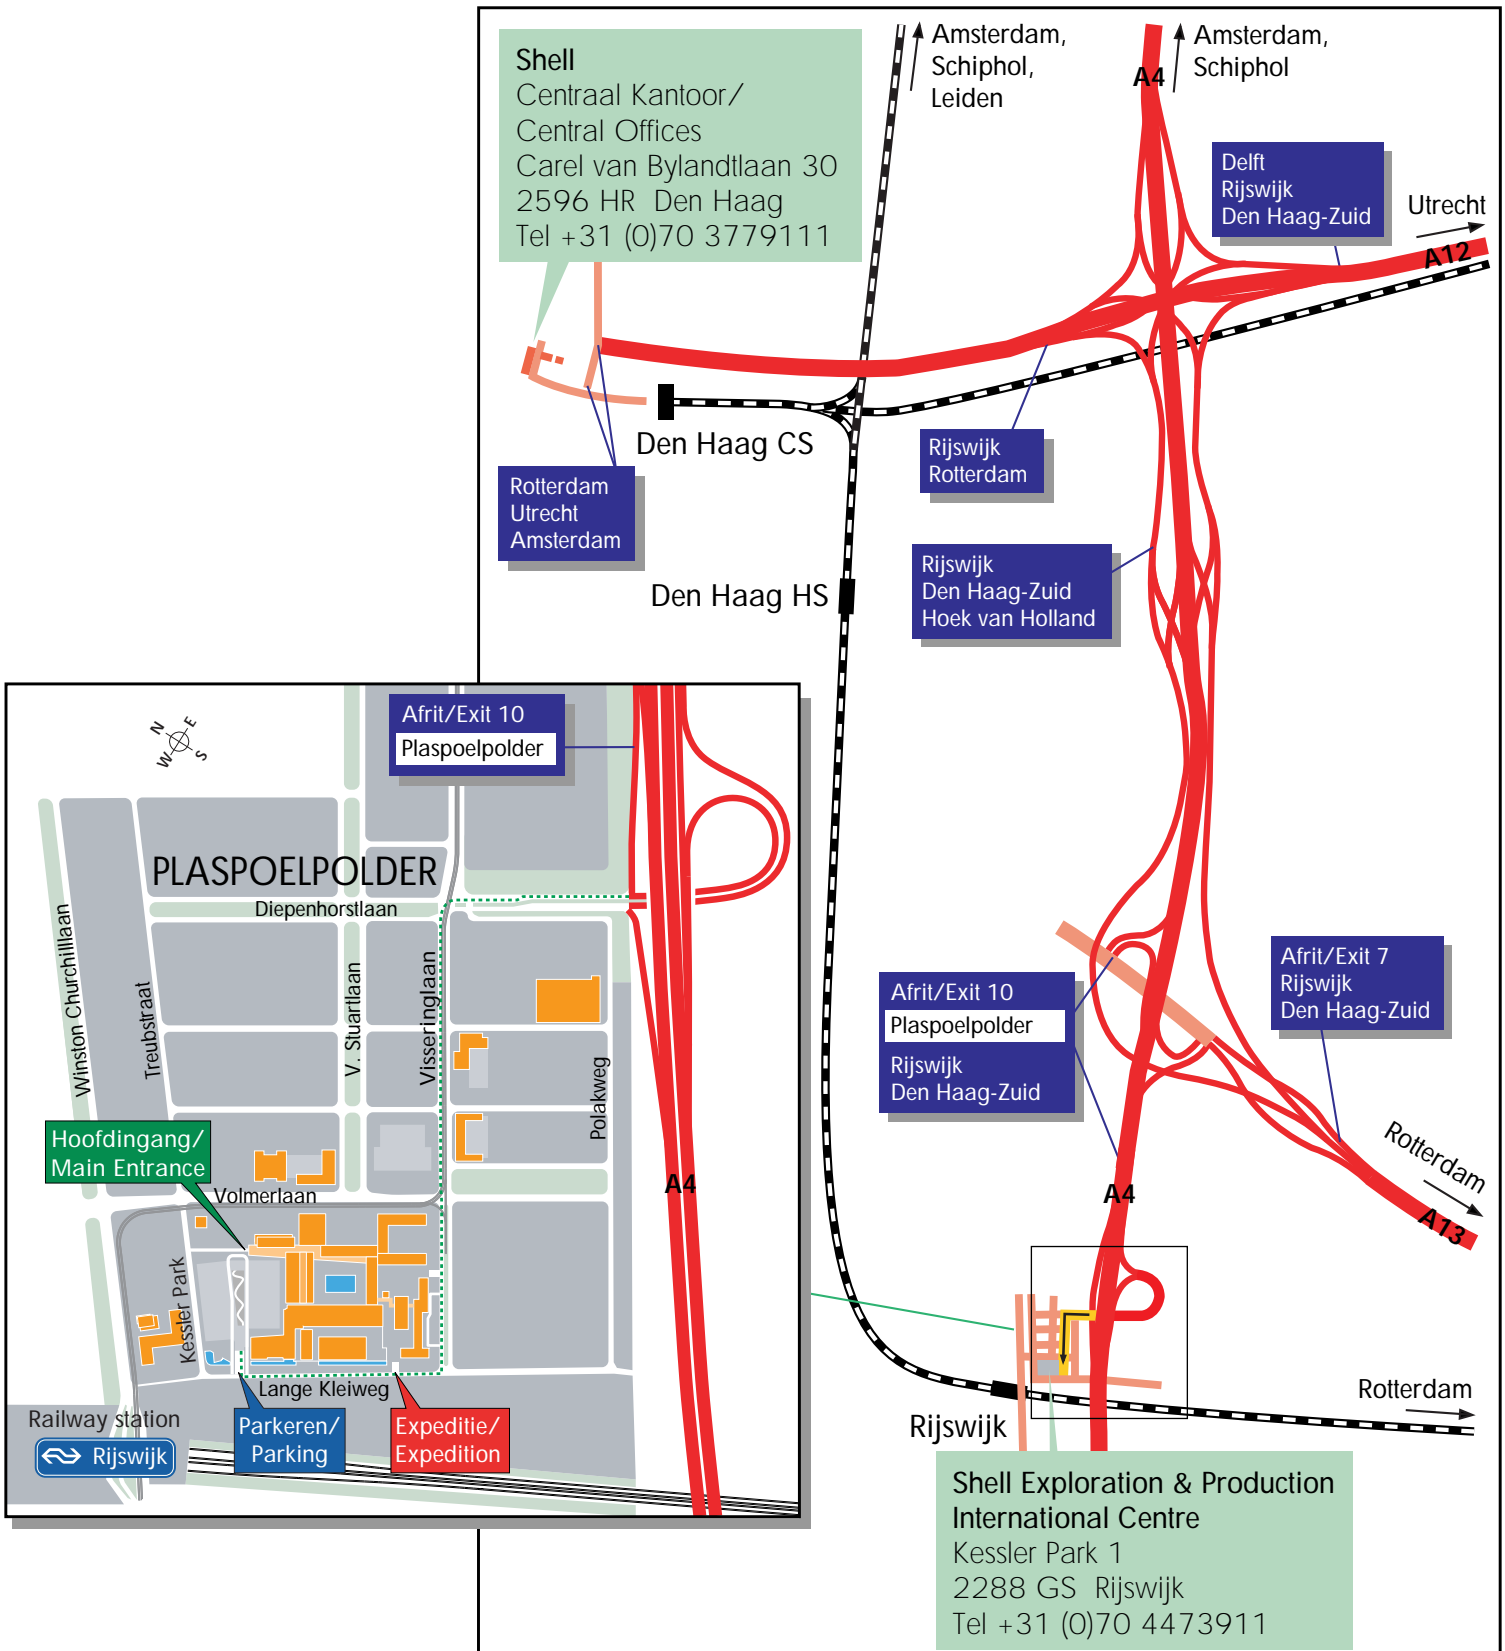 Shell
Centraal Kantoor/
Central Offices
Carel van Bylandtlaan 30
2596 HR Den Haag
Tel +31 (0)70 3779111
Amsterdam,
Schiphol,
Leiden
Amsterdam,
Schiphol
A4
Delft
Rijswijk
Den Haag-Zuid
Utrecht
A12
Den Haag CS
Rijswijk
Rotterdam
Rotterdam
Utrecht
Amsterdam
Rijswijk
Den Haag-Zuid
Hoek van Holland
Den Haag HS
Afrit/Exit 10
Plaspoelpolder
Rijswijk
Den Haag-Zuid
Afrit/Exit 7
Rijswijk
Den Haag-Zuid
Rotterdam
A13
A4
Rotterdam
Rijswijk
Shell Exploration & Production
International Centre
Kessler Park 1
2288 GS Rijswijk
Tel +31 (0)70 4473911
N
E
W
S
Afrit/Exit 10
Plaspoelpolder
PLASPOELPOLDER
Diepenhorstlaan
Winston Churchilllaan
Treubstraat
V. Stuartlaan
Visseringlaan
Polakweg
Hoofdingang/
Main Entrance
Volmerlaan
A4
Kessler Park
Lange Kleiweg
Railway station
Rijswijk
Parkeren/
Parking
Expeditie/
Expedition